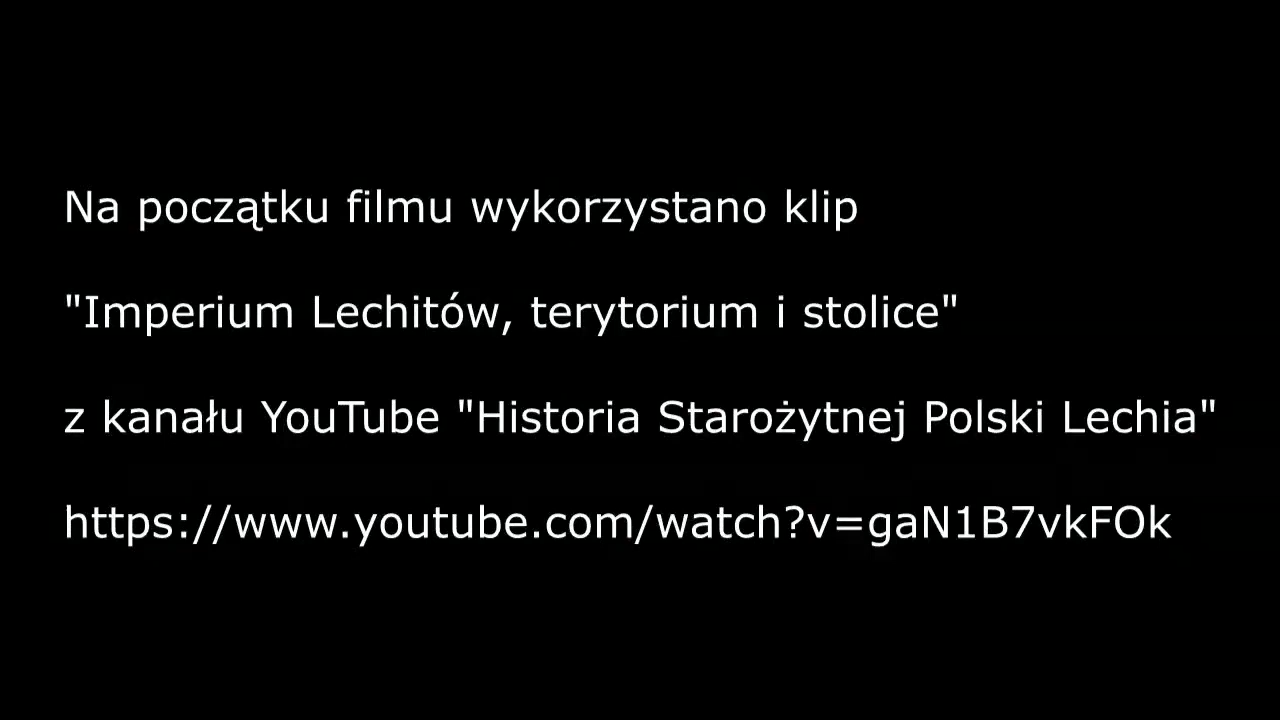 Na początku filmu wykorzystano klip
"Imperium Lechitów, terytorium i stolice"
z kanału YouTube "Historia Starożytnej Polski Lechia"
https://www.youtube.com/watch?v=gaN1B7vkFOk